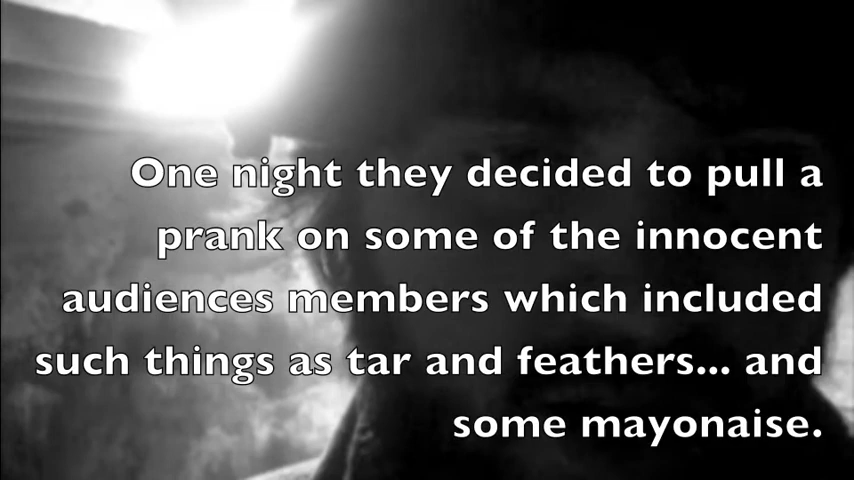 One night they decided to pull a
prank on some of the innocent
audiences members which included
such things as tar and feathers... and
some mayonaise.